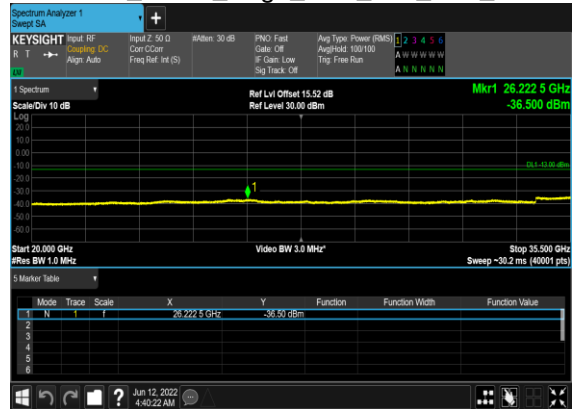 Spectrum Analyzer 1
Swept SA
+
KEYSIGHT
R T
Input: RF
Coupling: DC
Align: Auto
Input Z: 50 Ω
Corr CCorr
Freq Ref: Int (S)
#Atten: 30 dB
PNO: Fast
Gate: Off
IF Gain: Low
Sig Track: Off
Avg Type: Power (RMS)
Avg|Hold: 100/100
Trig: Free Run
1 2 3 4 5 6
A W W W W W
A N N N N N
1 Spectrum
Scale/Div 10 dB
Ref Lvl Offset 15.52 dB
Ref Level 30.00 dBm
Mkr1 26.222 5 GHz
-36.500 dBm
Log
20.0
10.0
0.00
-10.0
-20.0
-30.0
-40.0
-50.0
-60.0
DL1 -13.00 dBm
1
Start 20.000 GHz
#Res BW 1.0 MHz
Video BW 3.0 MHz*
Stop 35.500 GHz
Sweep ~30.2 ms (40001 pts)
5 Marker Table
Mode Trace Scale X Y Function Function Width Function Value
1 N 1 f 26.222 5 GHz -36.50 dBm
2
3
4
5
6
?
Jun 12, 2022
4:40:22 AM